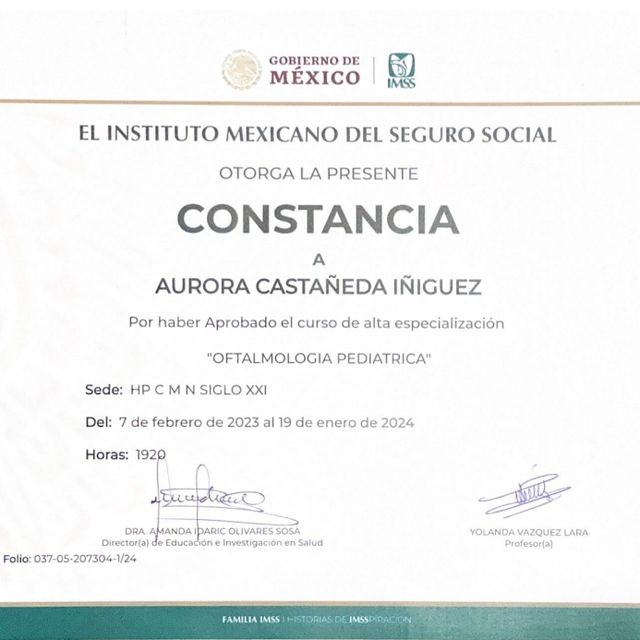 GOBIERNO DE
MÉXICO
IMSS
EL INSTITUTO MEXICANO DEL SEGURO SOCIAL
OTORGA LA PRESENTE
CONSTANCIA
A
AURORA CASTAÑEDA IÑIGUEZ
Por haber Aprobado el curso de alta especialización
"OFTALMOLOGIA PEDIATRICA"
Sede: HP C M N SIGLO XXI
Del: 7 de febrero de 2023 al 19 de enero de 2024
Horas: 1920
DRA. AMANDA IDARIC OLIVARES SOSA
Director(a) de Educación e Investigación en Salud
YOLANDA VAZQUEZ LARA
Profesor(a)
Folio: 037-05-207304-1/24
FAMILIA IMSS | HISTORIAS DE IMSSPIRACIÓN